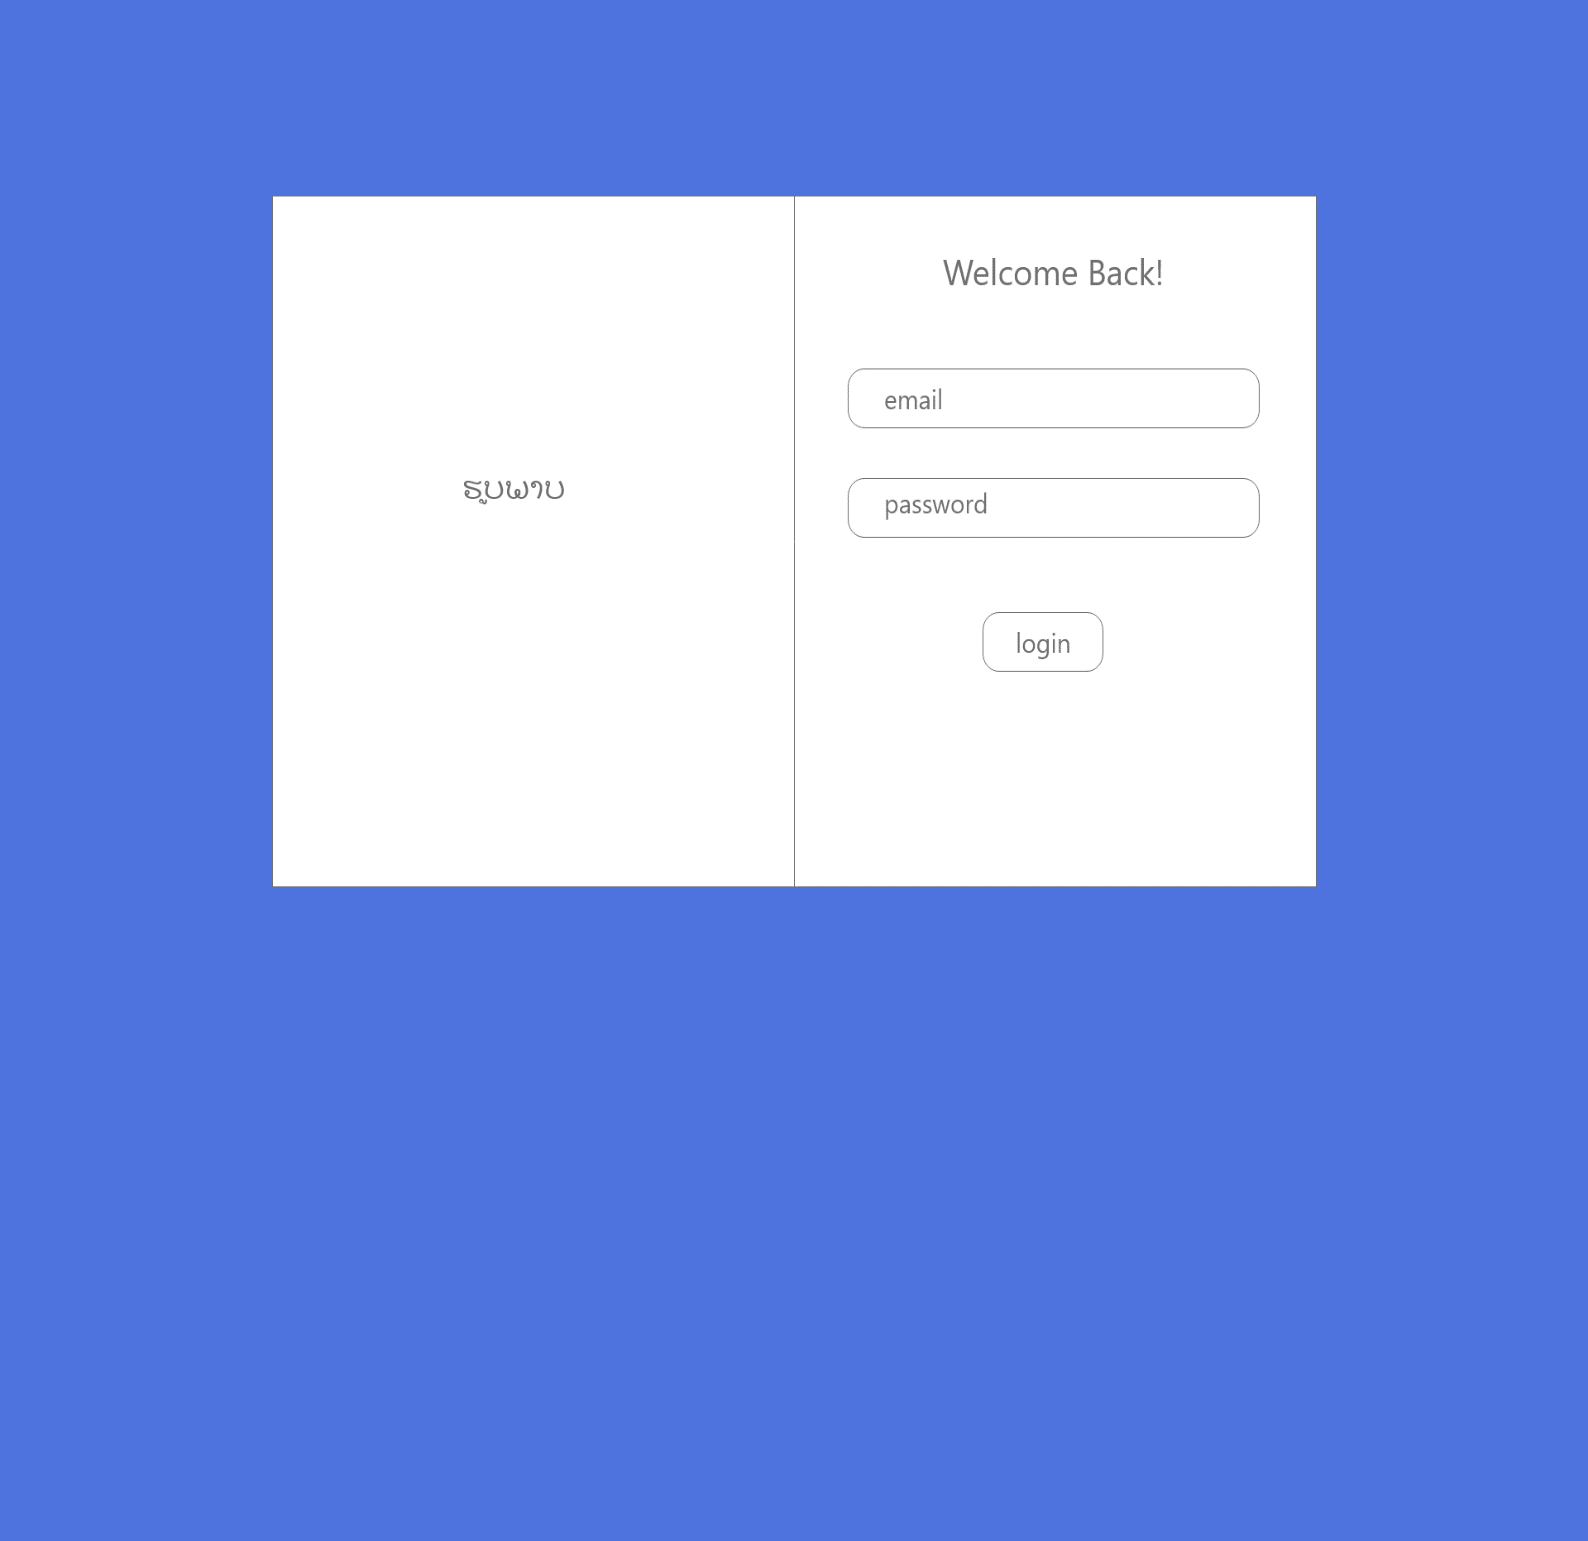 ຮູບພາບ
Welcome Back!
email
password
login